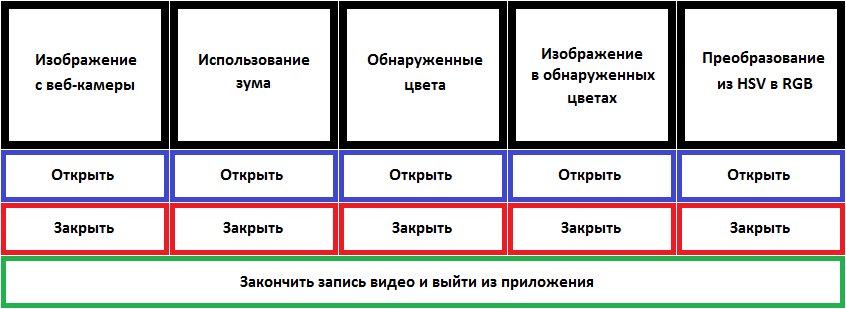 Изображение
с веб-камеры
Использование
зума
Обнаруженные
цвета
Изображение
в обнаруженных
цветах
Преобразование
из HSV в RGB
Открыть
Открыть
Открыть
Открыть
Открыть
Закрыть
Закрыть
Закрыть
Закрыть
Закрыть
Закончить запись видео и выйти из приложения